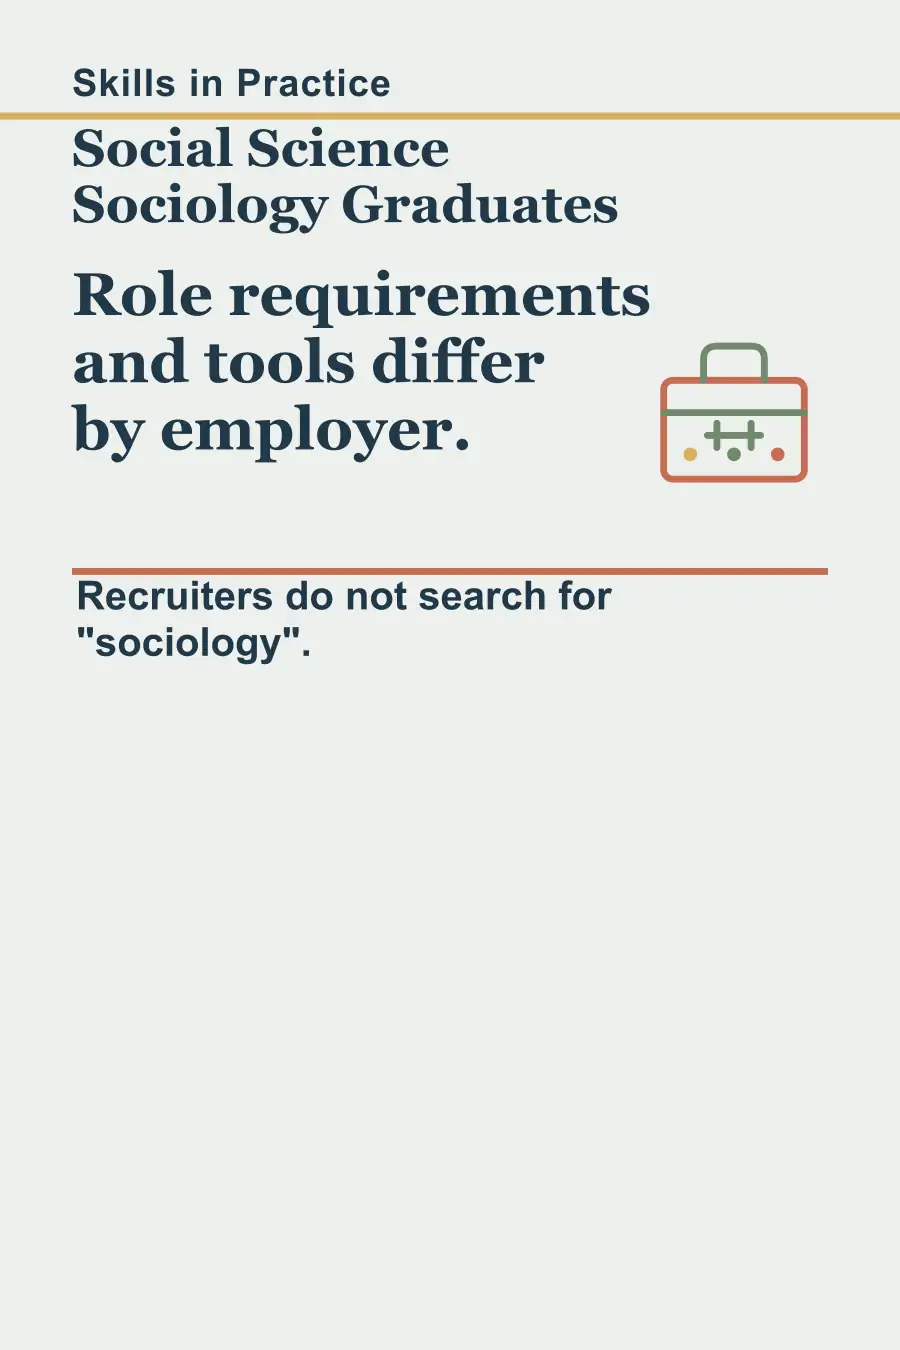 Skills in Practice
Social Science
Sociology Graduates
Role requirements
and tools differ
by employer.
Recruiters do not search for
"sociology".